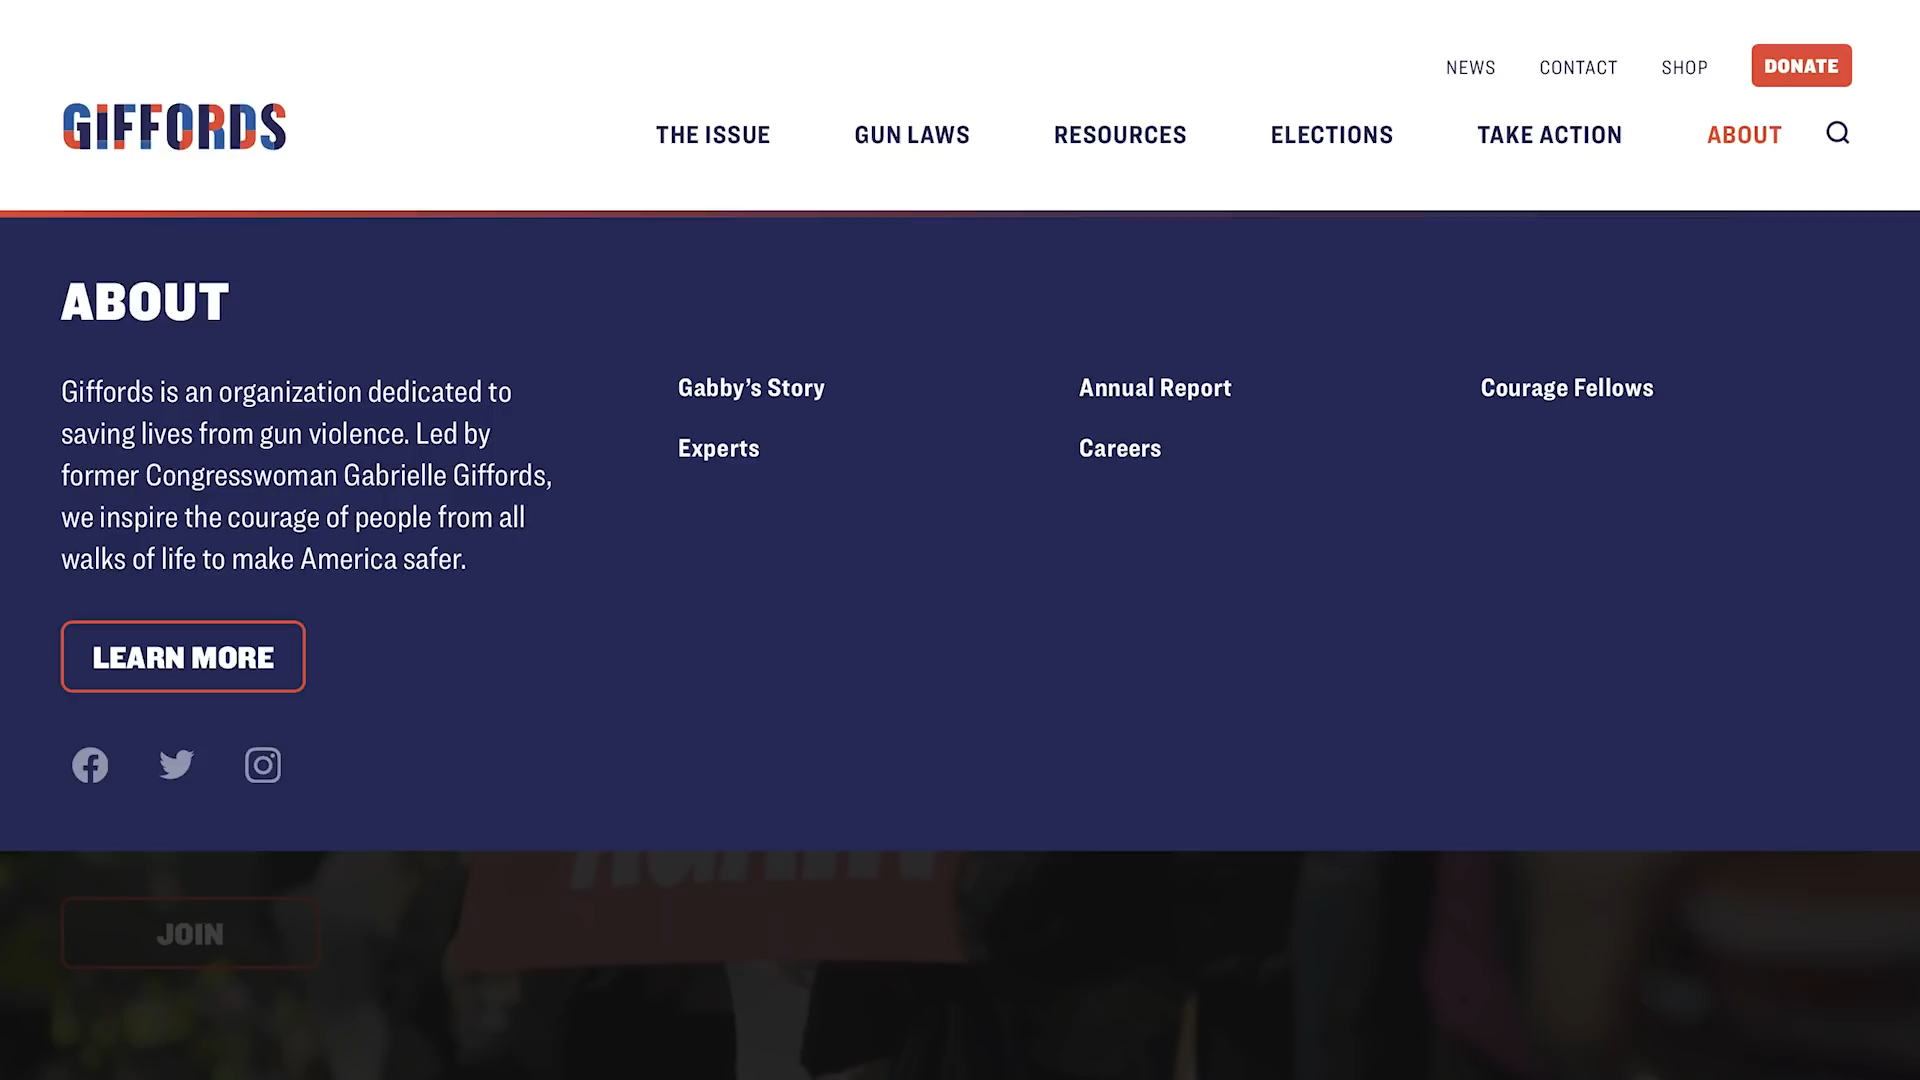 NEWS CONTACT SHOP DONATE
GIFFORDS
THE ISSUE GUN LAWS RESOURCES ELECTIONS TAKE ACTION ABOUT
ABOUT
Giffords is an organization dedicated to
saving lives from gun violence. Led by
former Congresswoman Gabrielle Giffords,
we inspire the courage of people from all
walks of life to make America safer.
Gabby’s Story Annual Report Courage Fellows
Experts Careers
LEARN MORE
JOIN